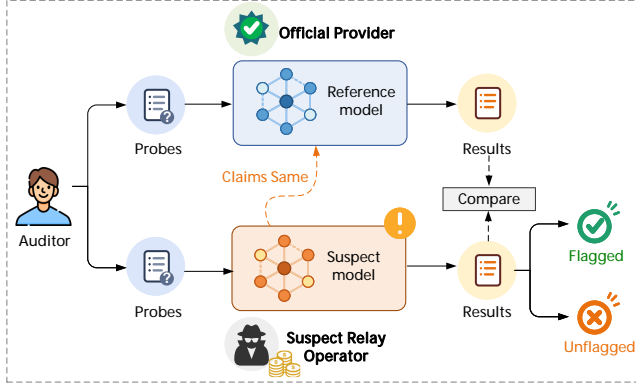 Official Provider
Reference
model
Probes
Results
Claims Same
Compare
Auditor
Suspect
model
Flagged
Probes
Results
Suspect Relay
Operator
Unflagged